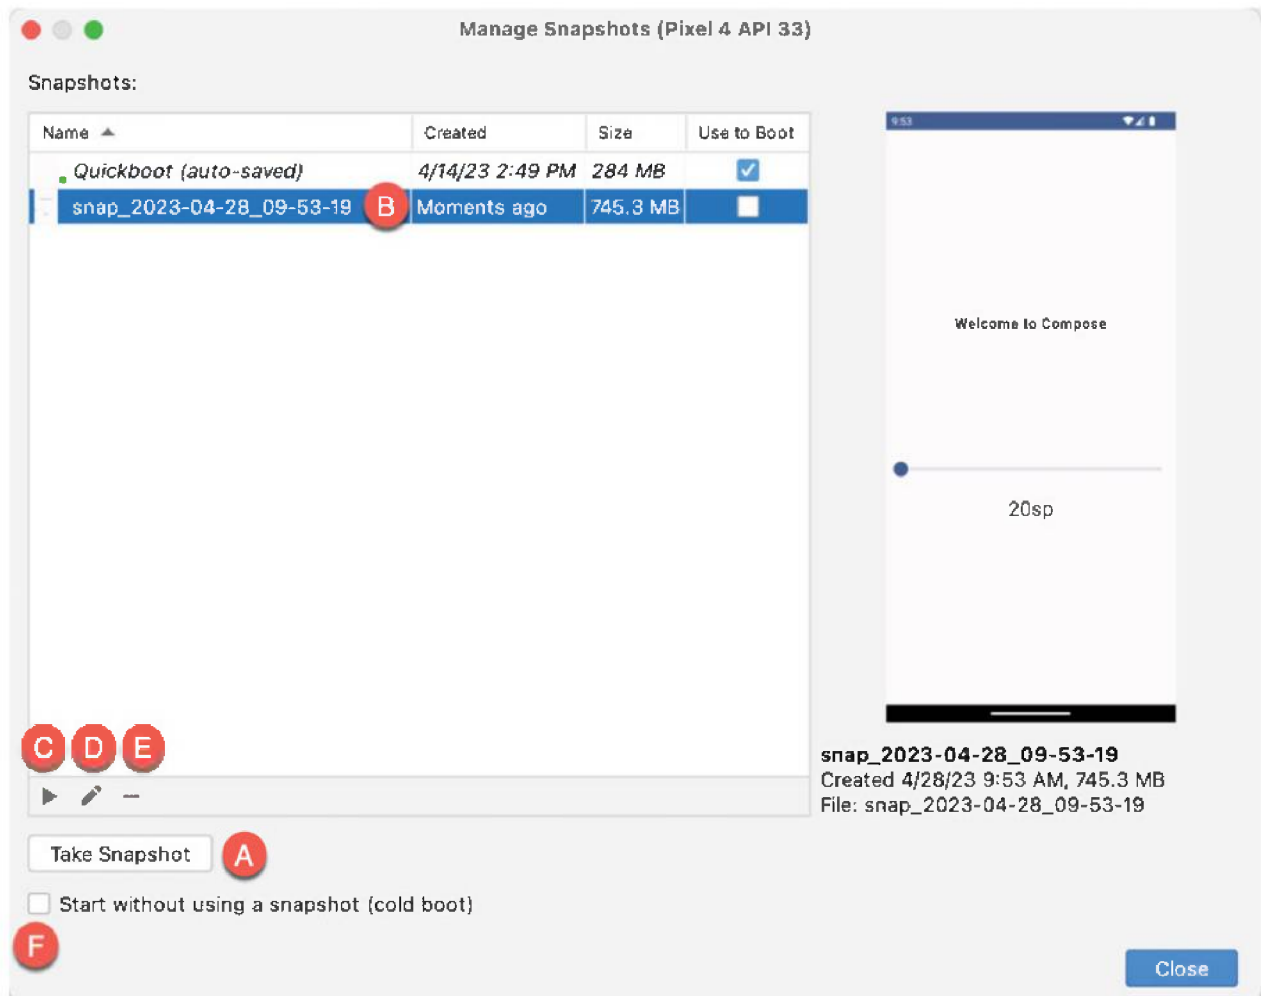 Manage Snapshots (Pixel 4 API 33)
Snapshots:
Name Created Size Use to Boot
Quickboot (auto-saved) 4/14/23 2:49 PM 284 MB
snap_2023-04-28_09-53-19 B Moments ago 745.3 MB
9:53
Welcome to Compose
20sp
C D E
snap_2023-04-28_09-53-19
Created 4/28/23 9:53 AM, 745.3 MB
File: snap_2023-04-28_09-53-19
Take Snapshot A
Start without using a snapshot (cold boot)
F
Close